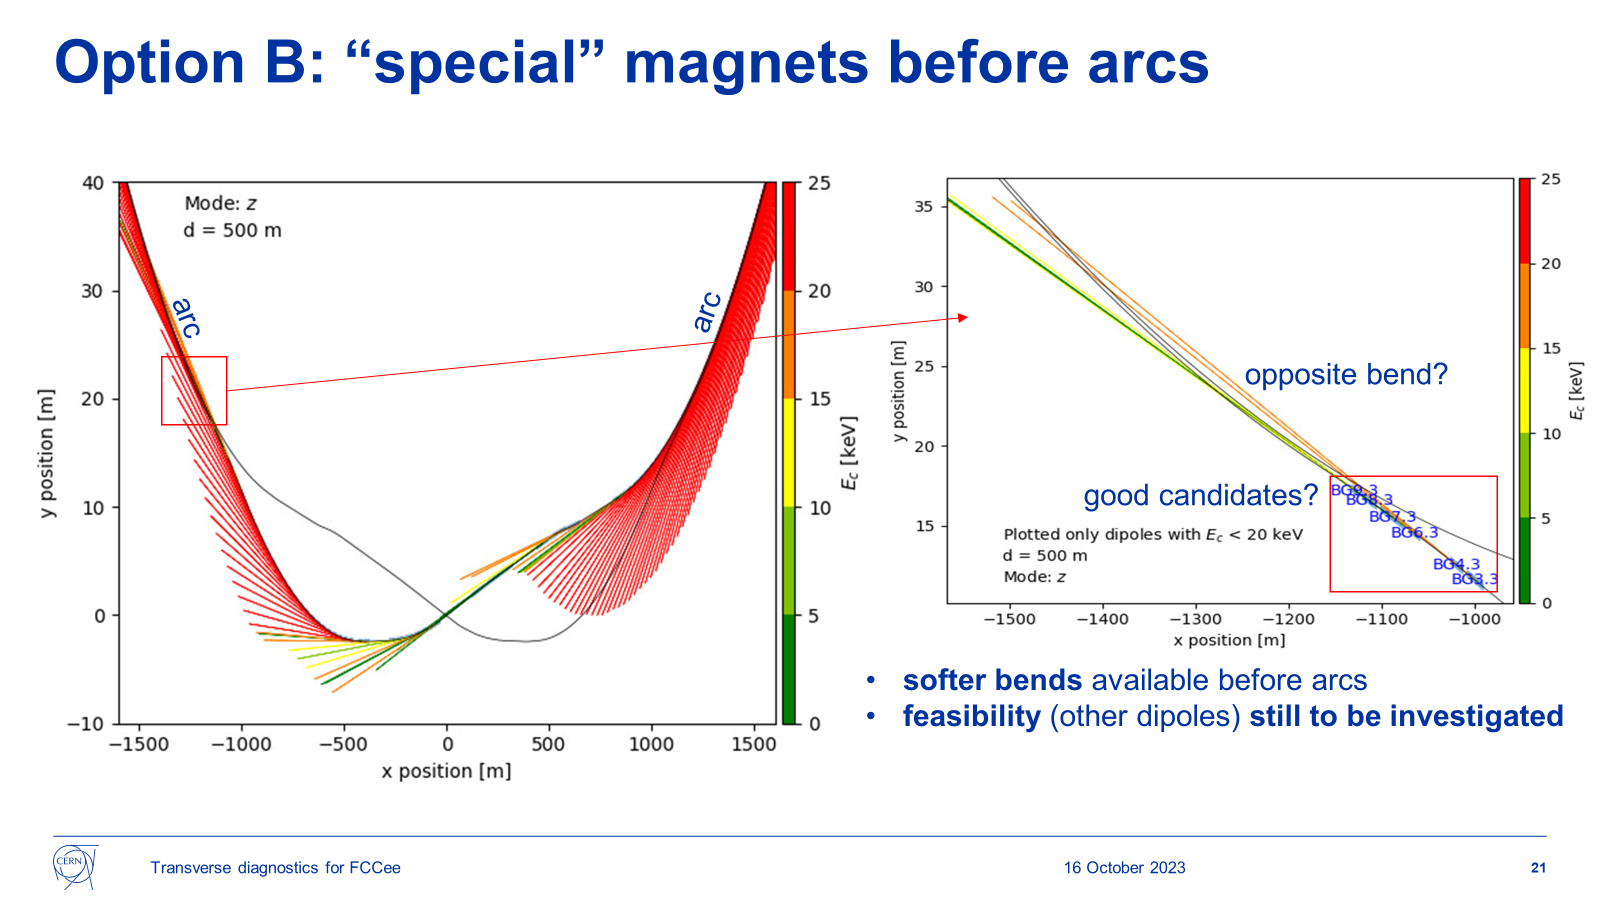 Option B: “special” magnets before arcs
40
30
20
10
0
−10
y position [m]
−1500
−1000
−500
0
500
1000
1500
x position [m]
Mode: z
d = 500 m
arc
arc
25
20
15
10
5
0
E_c [keV]
35
30
25
20
15
y position [m]
−1500
−1400
−1300
−1200
−1100
−1000
x position [m]
opposite bend?
good candidates?
BG9.3
BG8.3
BG7.3
BG6.3
BG4.3
BG3.3
Plotted only dipoles with E_c < 20 keV
d = 500 m
Mode: z
25
20
15
10
5
0
E_c [keV]
• softer bends available before arcs
• feasibility (other dipoles) still to be investigated
CERN
Transverse diagnostics for FCCee
16 October 2023
21